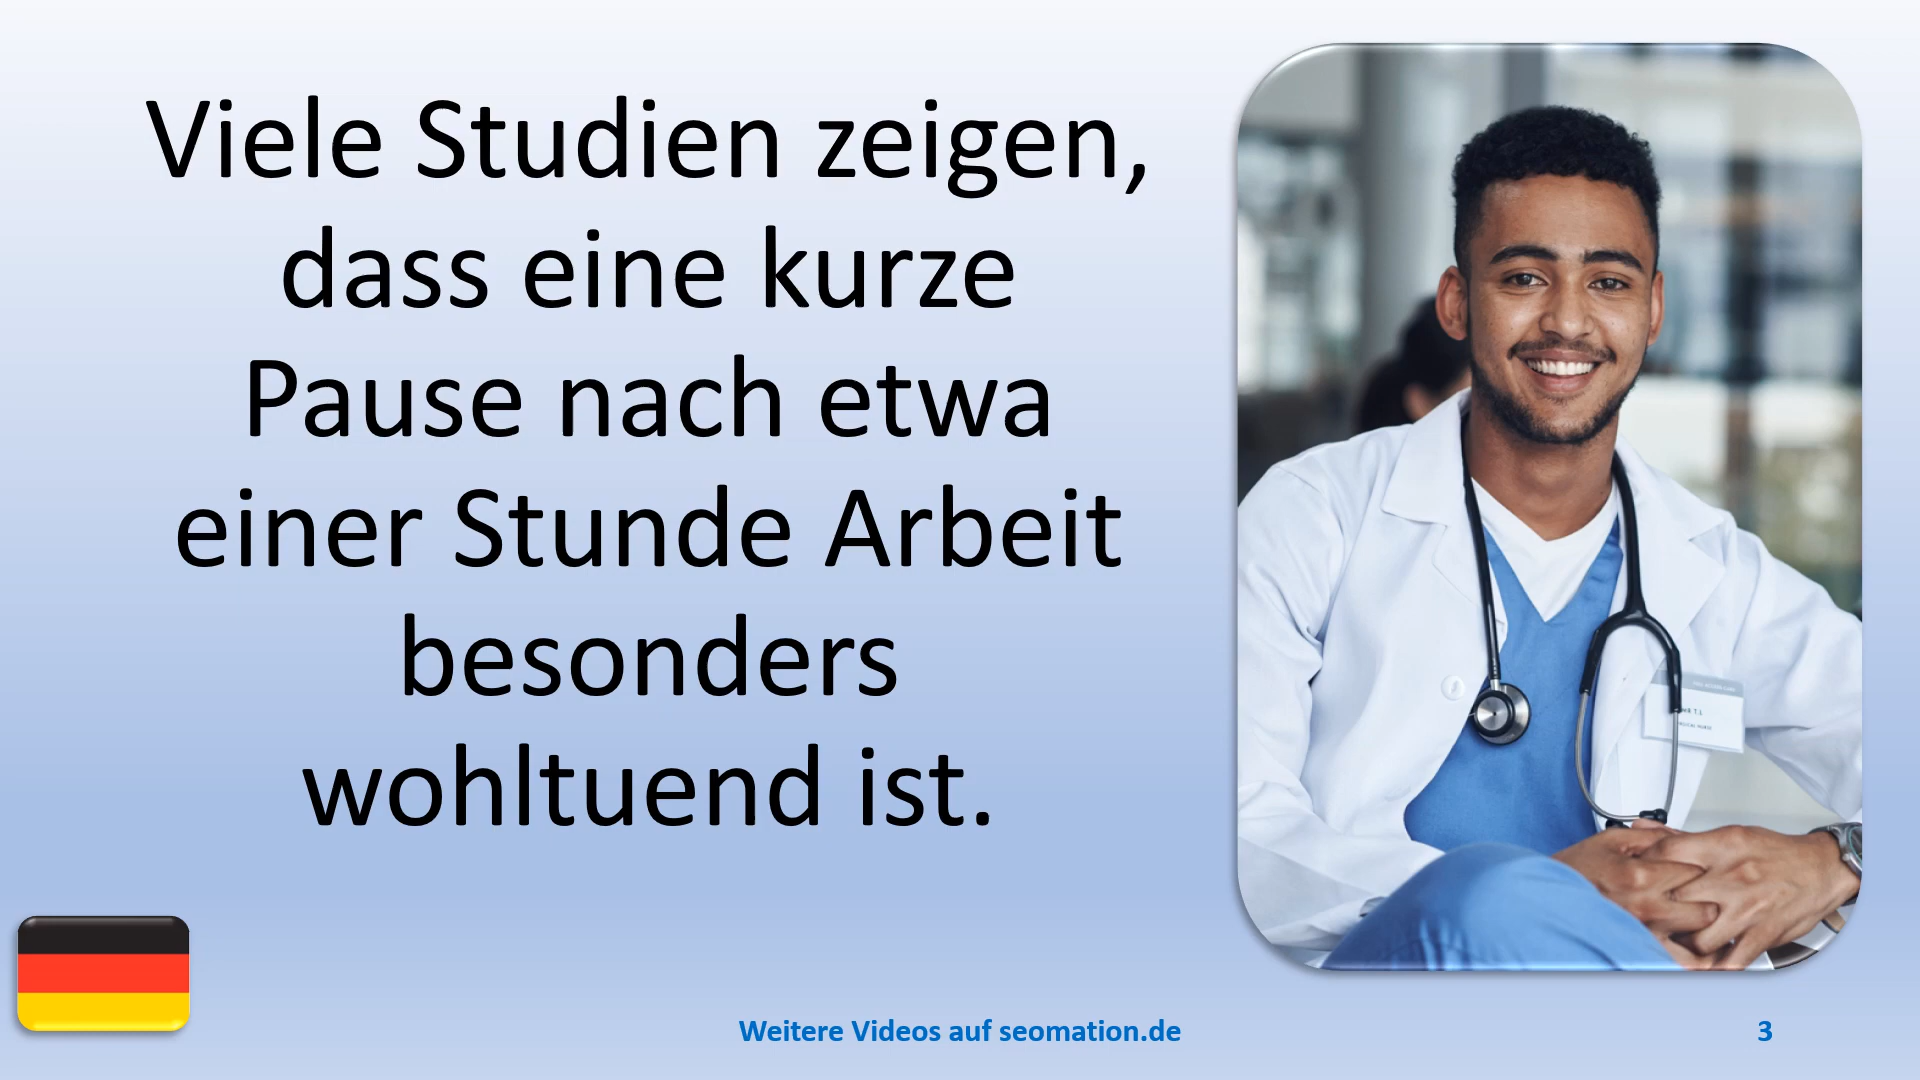 Viele Studien zeigen,
dass eine kurze
Pause nach etwa
einer Stunde Arbeit
besonders
wohltuend ist.
Weitere Videos auf seomation.de
3